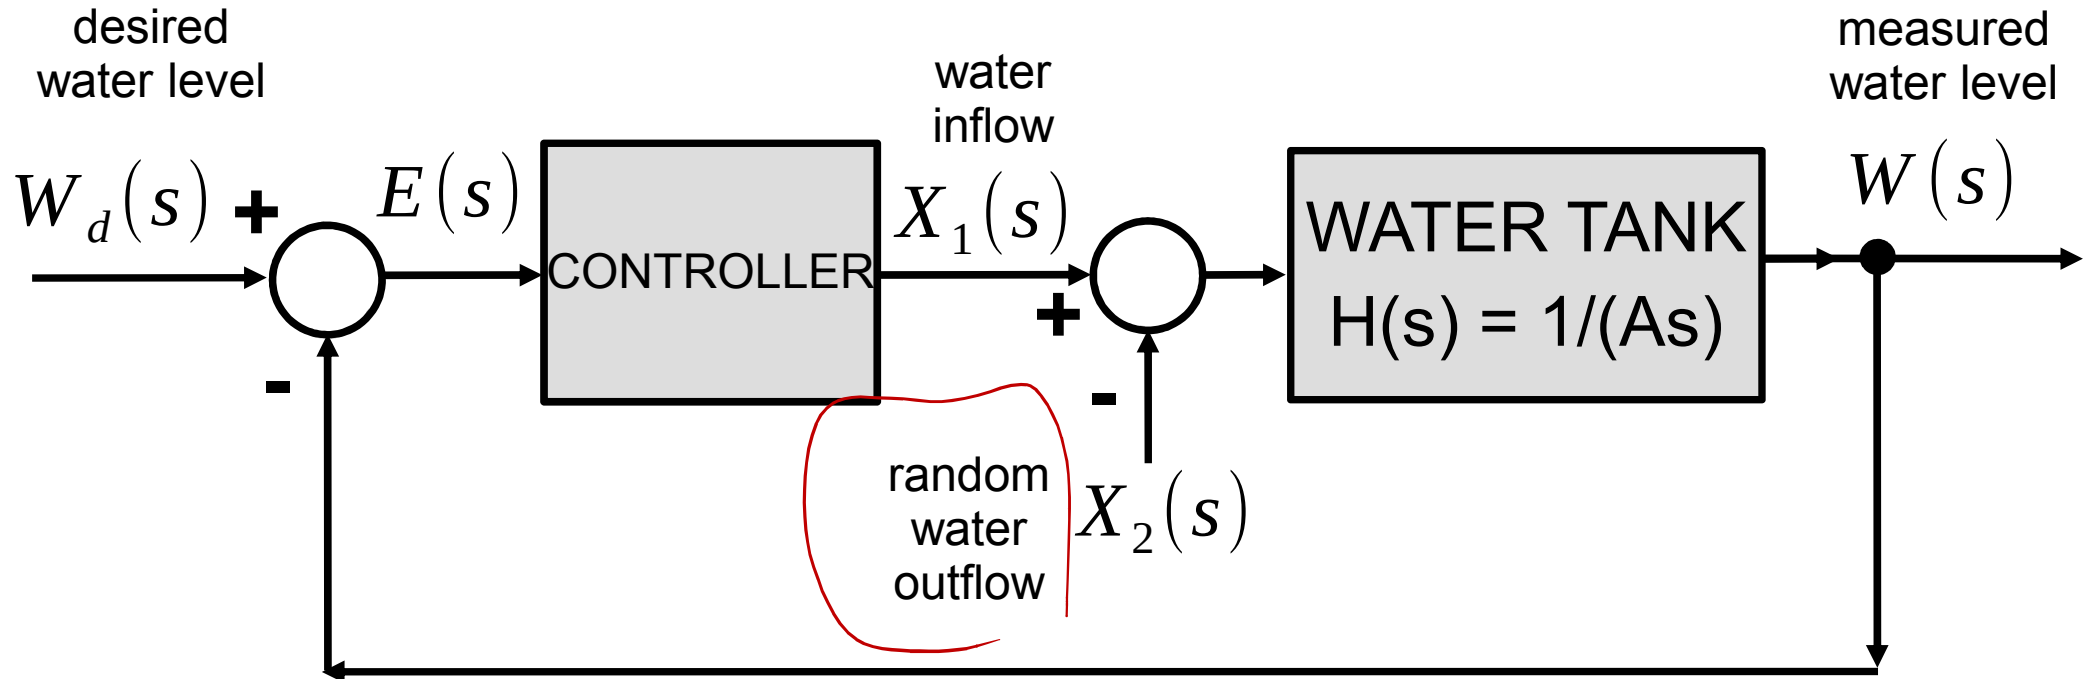 desired
water level
W_d(s)
+
-
E(s)
CONTROLLER
water
inflow
X_1(s)
+
-
random
water
outflow
X_2(s)
WATER TANK
H(s) = 1/(As)
measured
water level
W(s)